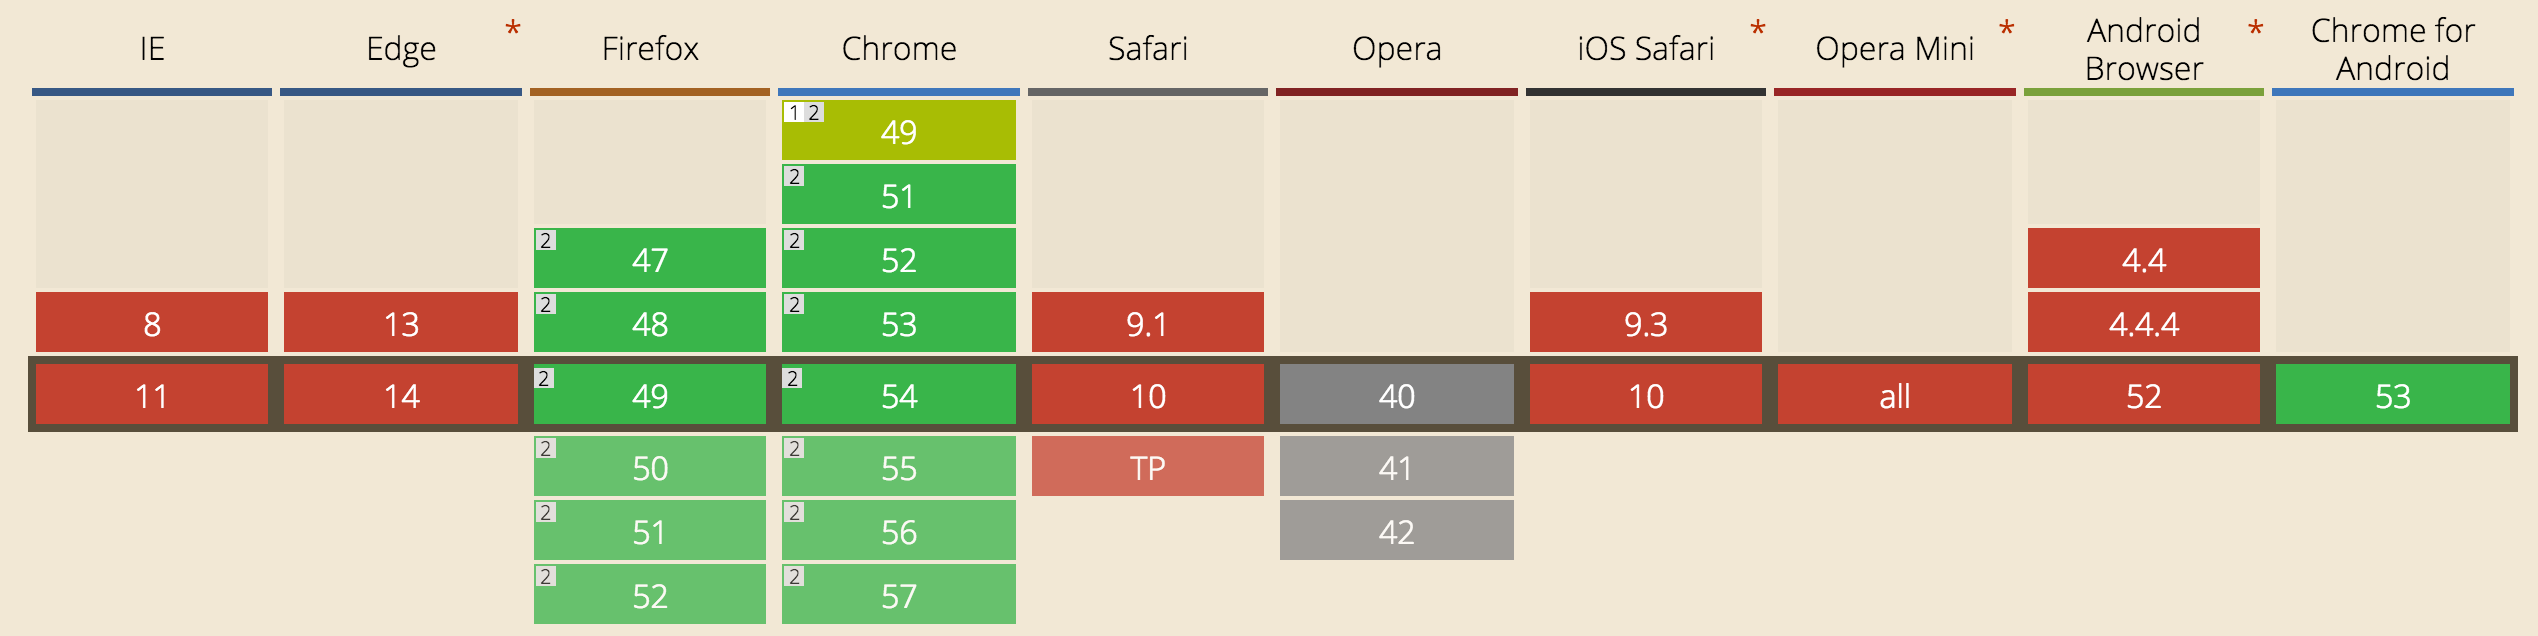 IE Edge * Firefox Chrome Safari Opera iOS Safari * Opera Mini * Android Browser * Chrome for Android
1 2 49
2 51
2 47 2 52 4.4
8 13 2 48 2 53 9.1 9.3 4.4.4
11 14 2 49 2 54 10 40 10 all 52 53
2 50 2 55 TP 41
2 51 2 56 42
2 52 2 57